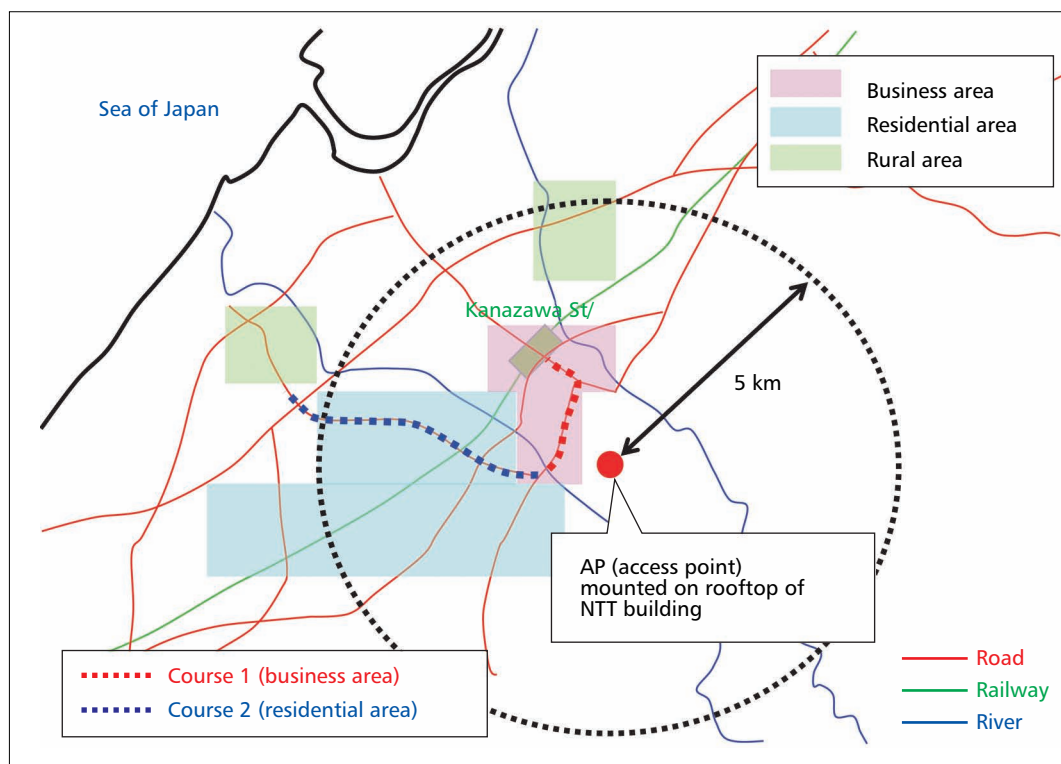 Sea of Japan
Business area
Residential area
Rural area
Kanazawa St/
5 km
AP (access point)
mounted on rooftop of
NTT building
Course 1 (business area)
Course 2 (residential area)
Road
Railway
River